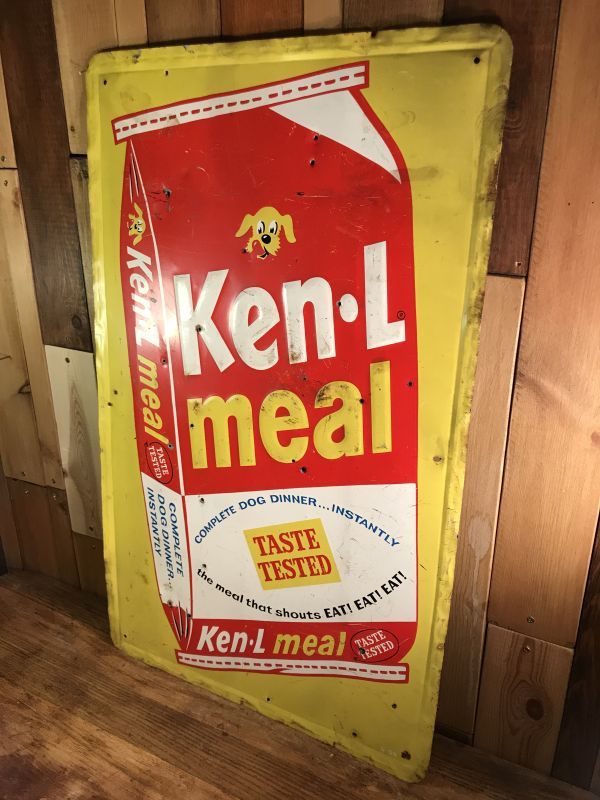 Ken·L meal
TASTE
TESTED
COMPLETE
DOG DINNER...
INSTANTLY
Ken·L®
meal
COMPLETE DOG DINNER...INSTANTLY
TASTE
TESTED
the meal that shouts EAT! EAT! EAT!
Ken·L meal
TASTE
TESTED